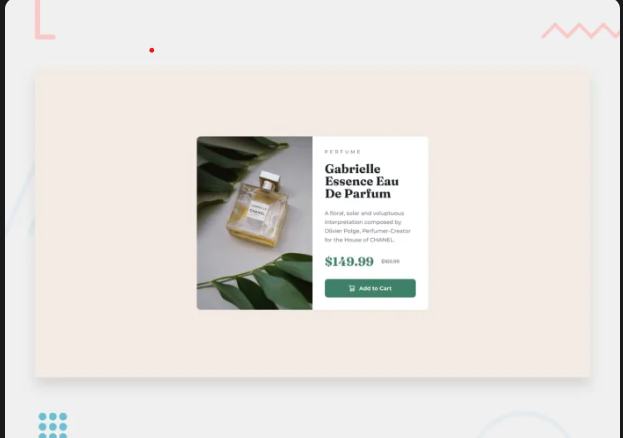 PERFUME
Gabrielle
Essence Eau
De Parfum
A floral, solar and voluptuous
interpretation composed by
Olivier Polge, Perfumer-Creator
for the House of CHANEL.
$149.99 $169.99
Add to Cart
CHANEL